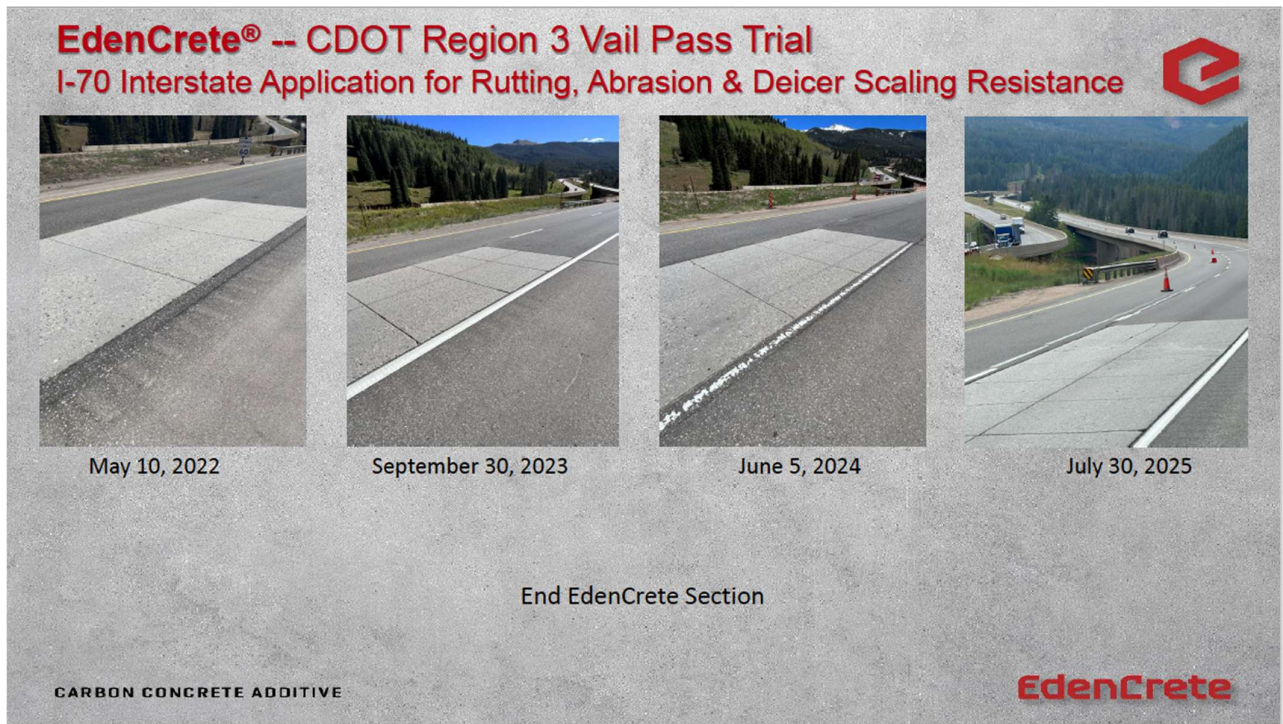 EdenCrete® -- CDOT Region 3 Vail Pass Trial
I-70 Interstate Application for Rutting, Abrasion & Deicer Scaling Resistance
May 10, 2022
September 30, 2023
June 5, 2024
July 30, 2025
End EdenCrete Section
CARBON CONCRETE ADDITIVE
EdenCrete